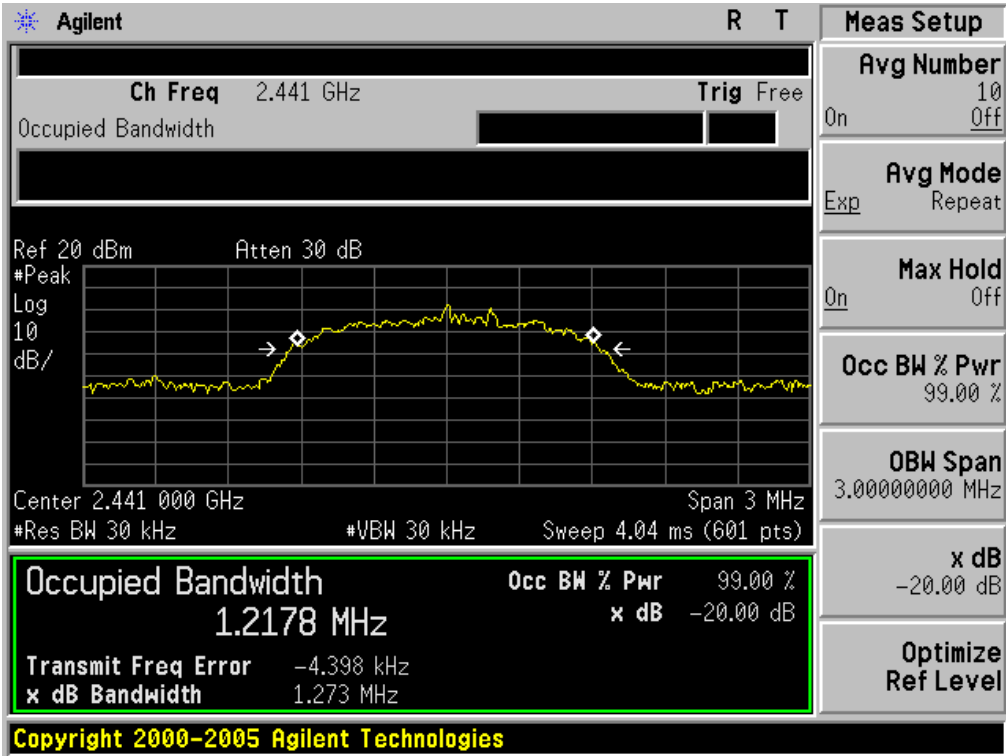 Agilent R T
Ch Freq 2.441 GHz Trig Free
Occupied Bandwidth
Ref 20 dBm Atten 30 dB
#Peak
Log
10
dB/
Center 2.441 000 GHz Span 3 MHz
#Res BW 30 kHz #VBW 30 kHz Sweep 4.04 ms (601 pts)
Occupied Bandwidth Occ BW % Pwr 99.00 %
1.2178 MHz x dB -20.00 dB
Transmit Freq Error -4.398 kHz
x dB Bandwidth 1.273 MHz
Copyright 2000-2005 Agilent Technologies
Meas Setup
Avg Number
10
On Off
Avg Mode
Exp Repeat
Max Hold
On Off
Occ BW % Pwr
99.00 %
OBW Span
3.00000000 MHz
x dB
-20.00 dB
Optimize
Ref Level